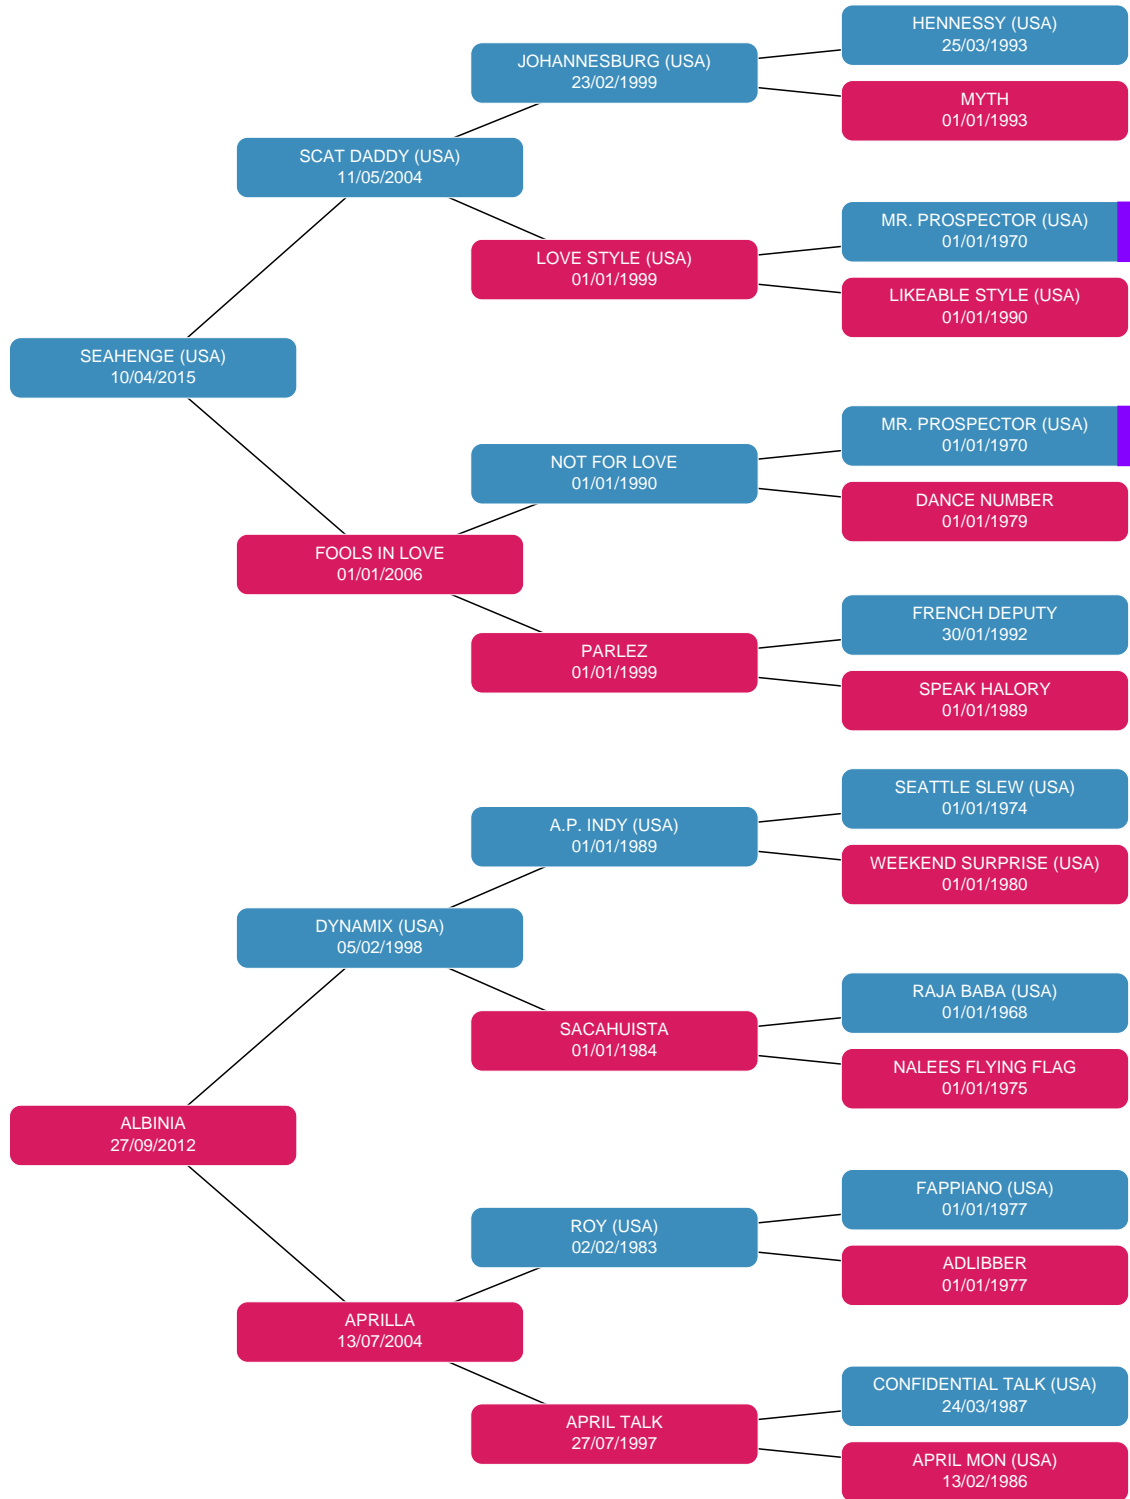 HENNESSY (USA)
25/03/1993
JOHANNESBURG (USA)
23/02/1999
MYTH
01/01/1993
SCAT DADDY (USA)
11/05/2004
MR. PROSPECTOR (USA)
01/01/1970
LOVE STYLE (USA)
01/01/1999
LIKEABLE STYLE (USA)
01/01/1990
SEAHENGE (USA)
10/04/2015
MR. PROSPECTOR (USA)
01/01/1970
NOT FOR LOVE
01/01/1990
DANCE NUMBER
01/01/1979
FOOLS IN LOVE
01/01/2006
FRENCH DEPUTY
30/01/1992
PARLEZ
01/01/1999
SPEAK HALORY
01/01/1989
SEATTLE SLEW (USA)
01/01/1974
A.P. INDY (USA)
01/01/1989
WEEKEND SURPRISE (USA)
01/01/1980
DYNAMIX (USA)
05/02/1998
RAJA BABA (USA)
01/01/1968
SACAHUISTA
01/01/1984
NALEES FLYING FLAG
01/01/1975
ALBINIA
27/09/2012
FAPPIANO (USA)
01/01/1977
ROY (USA)
02/02/1983
ADLIBBER
01/01/1977
APRILLA
13/07/2004
CONFIDENTIAL TALK (USA)
24/03/1987
APRIL TALK
27/07/1997
APRIL MON (USA)
13/02/1986